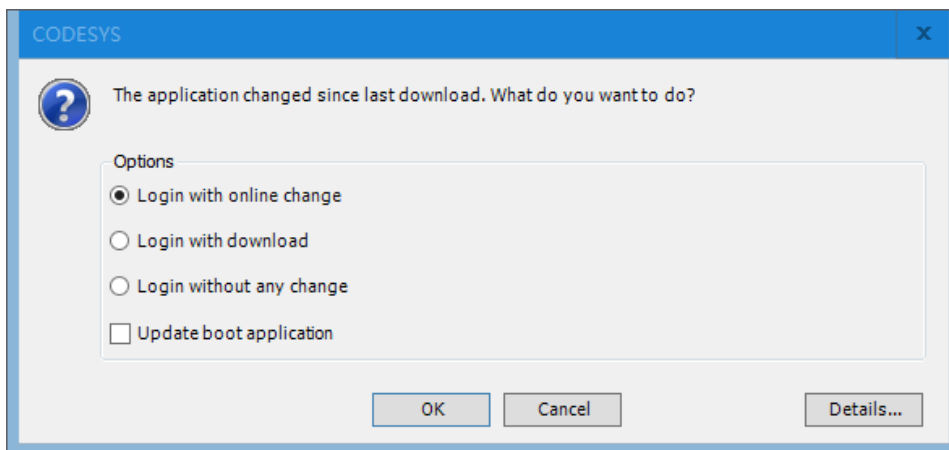 CODESYS
x
The application changed since last download. What do you want to do?
Options
Login with online change
Login with download
Login without any change
Update boot application
OK
Cancel
Details...